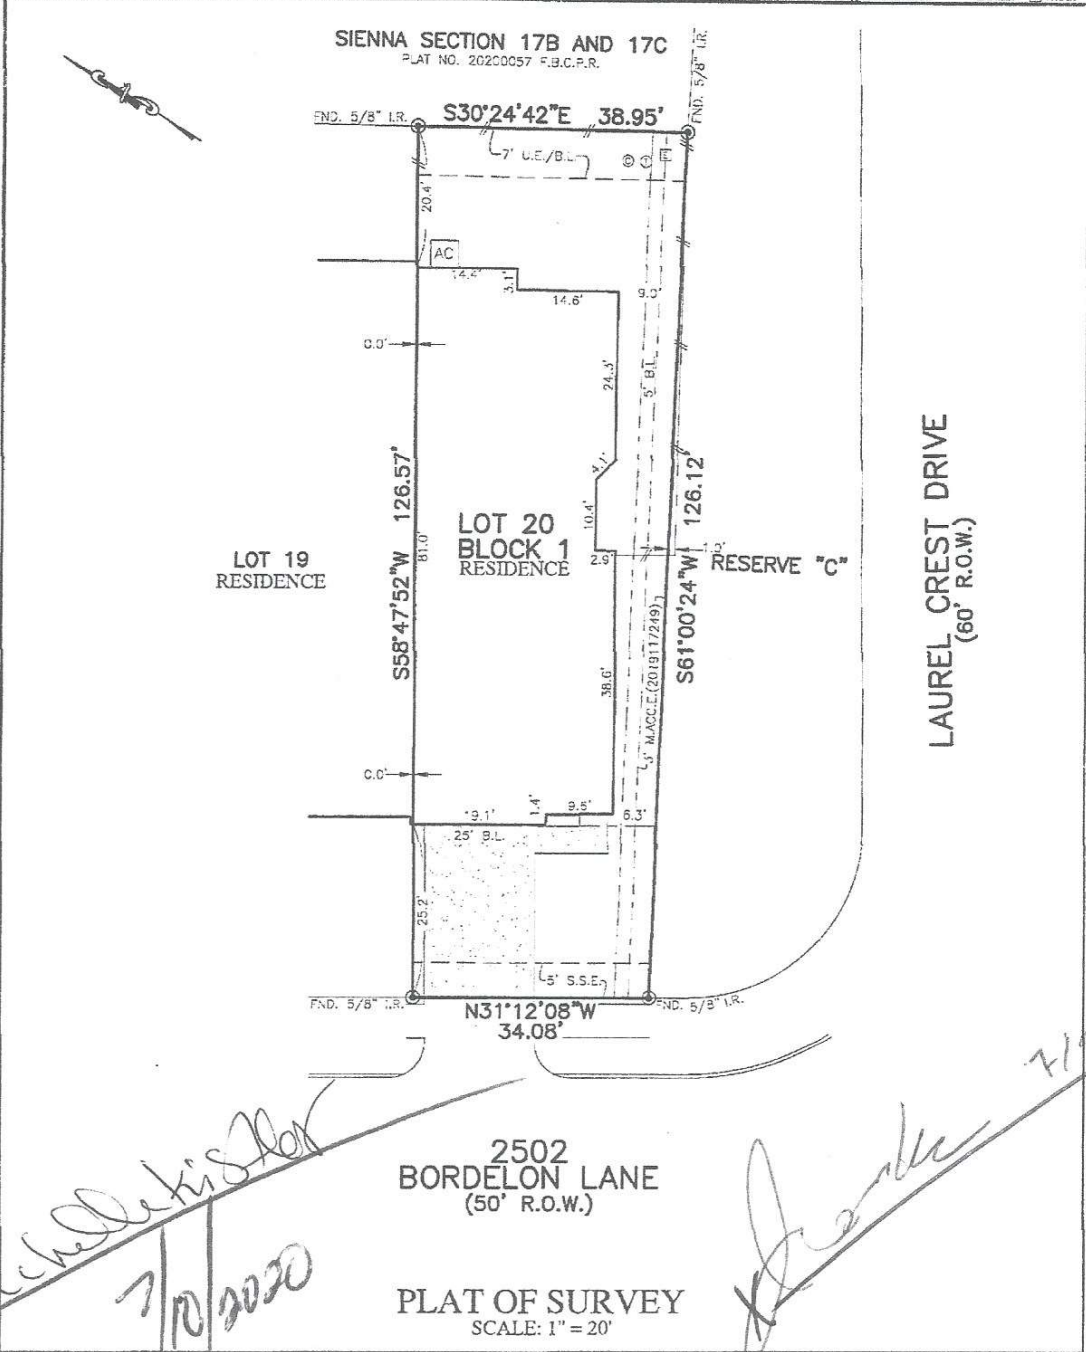 SIENNA SECTION 17B AND 17C
PLAT NO. 20200057 F.B.C.P.R.
FND. 5/8" I.R.
S30°24'42"E 38.95'
FND. 5/8" I.R.
7' U.E./B.L.
C T E
20.4'
AC
14.4'
3.1'
14.6'
9.0'
0.0'
24.3'
5' B.L.
4.1'
10.4'
2.9'
S58°47'52"W 126.57'
81.0'
LOT 20
BLOCK 1
RESIDENCE
LOT 19
RESIDENCE
S61°00'24"W 126.12'
RESERVE "C"
LAUREL CREST DRIVE
(60' R.O.W.)
38.6'
3' M.ACC.E.(2019117249)
0.0'
19.1'
1.4'
9.5'
6.3'
25' B.L.
25.2'
5' S.S.E.
FND. 5/8" I.R.
N31°12'08"W
34.08'
FND. 5/8" I.R.
2502
BORDELON LANE
(50' R.O.W.)
7/10/2020
PLAT OF SURVEY
SCALE: 1" = 20'